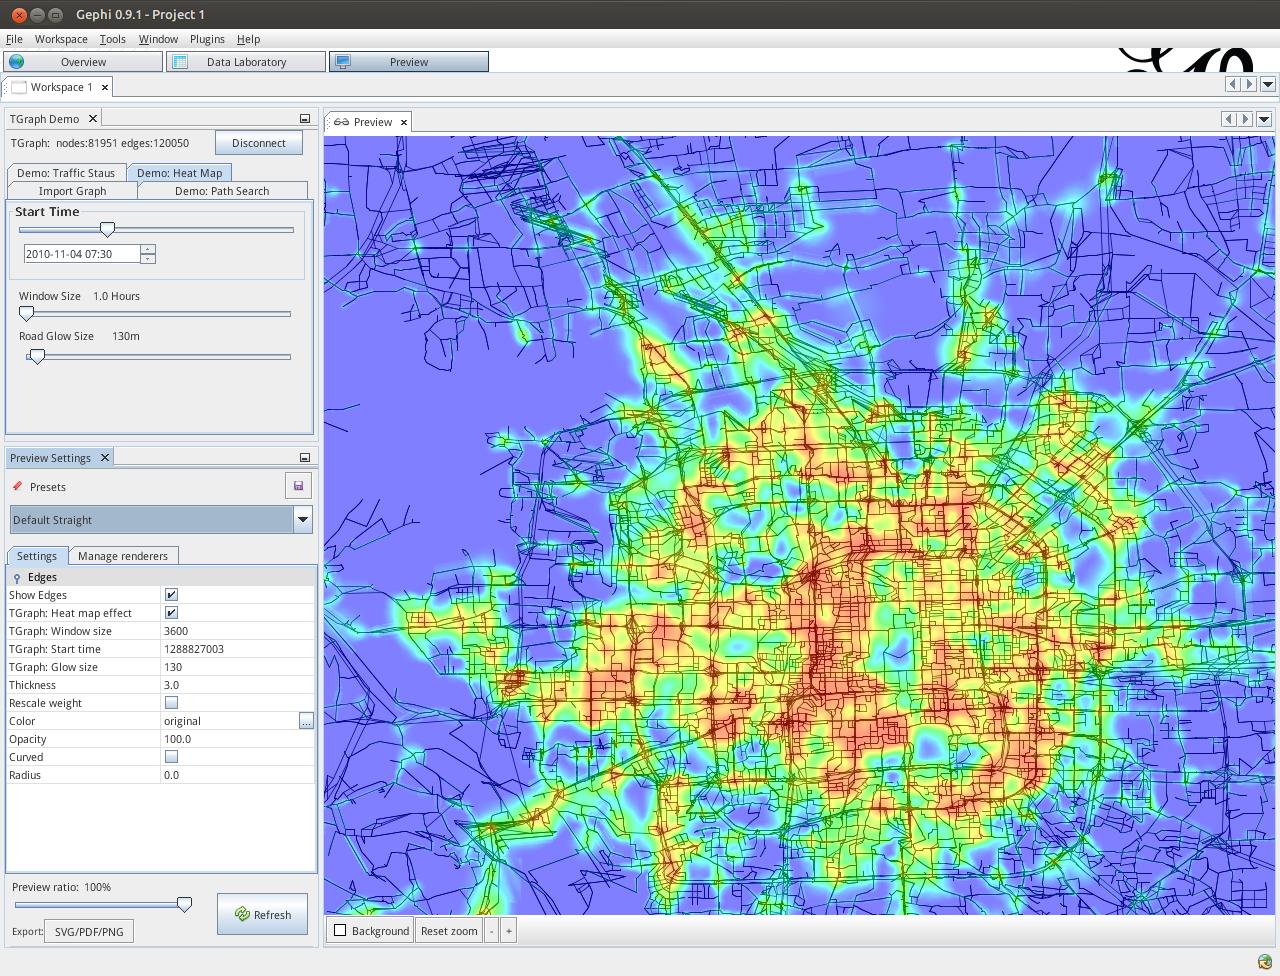 Gephi 0.9.1 - Project 1
File Workspace Tools Window Plugins Help
Overview Data Laboratory Preview
Workspace 1
TGraph Demo
TGraph: nodes:81951 edges:120050 Disconnect
Demo: Traffic Staus Demo: Heat Map
Import Graph Demo: Path Search
Start Time
2010-11-04 07:30
Window Size 1.0 Hours
Road Glow Size 130m
Preview Settings
Presets
Default Straight
Settings Manage renderers
Edges
Show Edges
TGraph: Heat map effect
TGraph: Window size 3600
TGraph: Start time 1288827003
TGraph: Glow size 130
Thickness 3.0
Rescale weight
Color original ...
Opacity 100.0
Curved
Radius 0.0
Preview ratio: 100%
Refresh
Export: SVG/PDF/PNG
Preview
Background Reset zoom - +